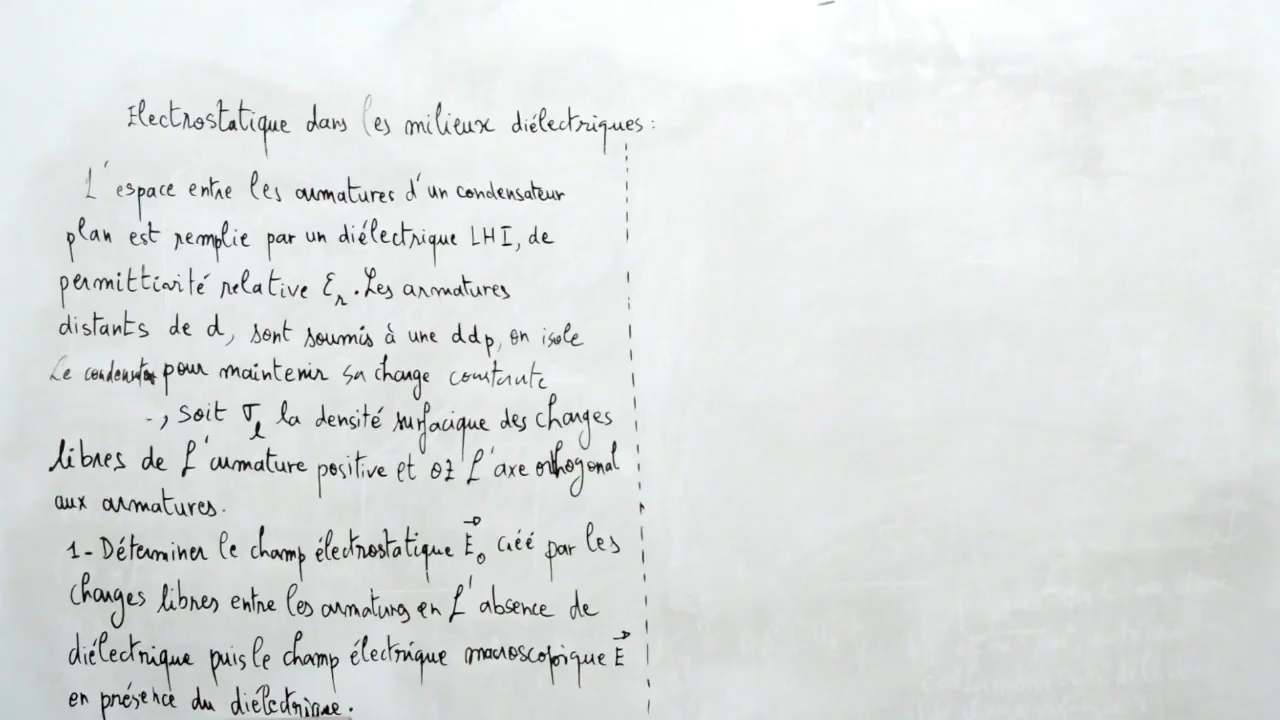 Electrostatique dans les milieux diélectriques :
L'espace entre les armatures d'un condensateur
plan est remplie par un diélectrique LHI, de
permittivité relative εr. Les armatures
distants de d, sont soumis à une ddp, on isole
Le pour maintenir sa charge constante
-, soit σl la densité surfacique des charges
libres de l'armature positive et oz l'axe orthogonal
aux armatures.
1- Déterminer le champ électrostatique E⃗0 créé par les
charges libres entre les armatures en l'absence de
diélectrique puis le champ électrique macroscopique E⃗
en présence du diélectrique.